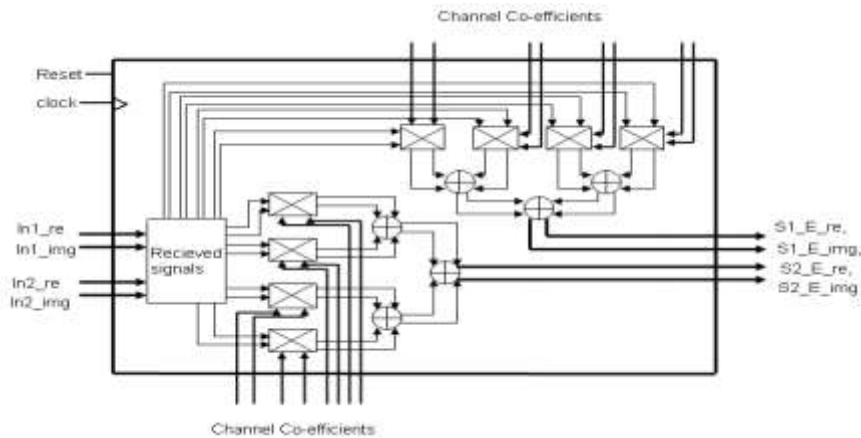 Channel Co-efficients
Reset
clock
In1_re
In1_img
In2_re
In2_img
Recieved
signals
S1_E_re,
S1_E_img,
S2_E_re,
S2_E_img
Channel Co-efficients